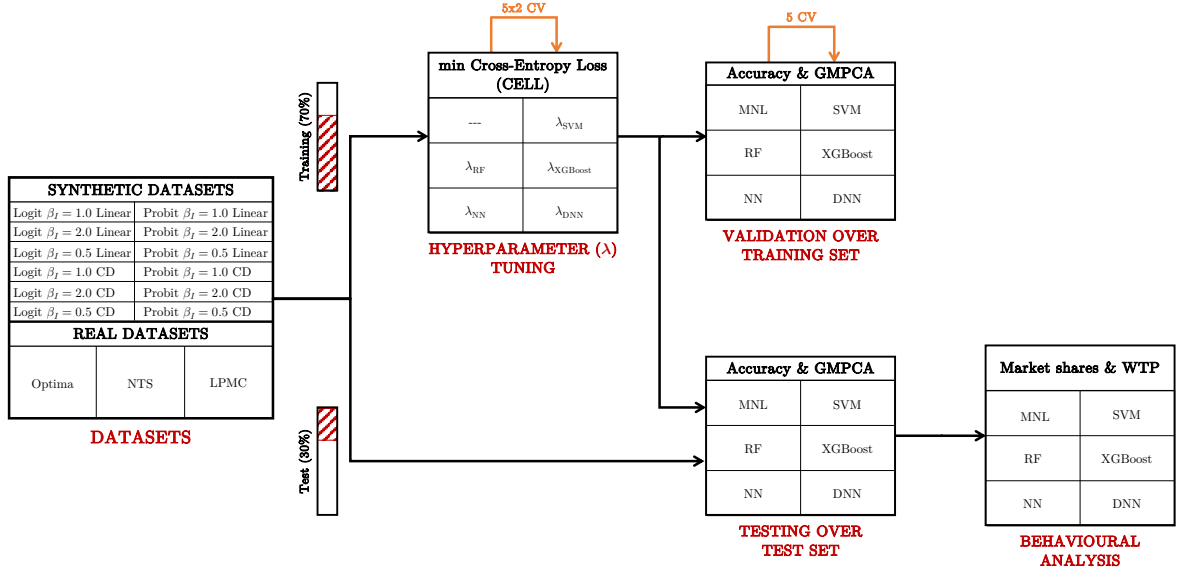 5x2 CV
min Cross-Entropy Loss
(CELL)
---
λSVM
λRF
λXGBoost
λNN
λDNN
HYPERPARAMETER (λ)
TUNING
5 CV
Accuracy & GMPCA
MNL
SVM
RF
XGBoost
NN
DNN
VALIDATION OVER
TRAINING SET
Training (70%)
SYNTHETIC DATASETS
Logit βI = 1.0 Linear
Probit βI = 1.0 Linear
Logit βI = 2.0 Linear
Probit βI = 2.0 Linear
Logit βI = 0.5 Linear
Probit βI = 0.5 Linear
Logit βI = 1.0 CD
Probit βI = 1.0 CD
Logit βI = 2.0 CD
Probit βI = 2.0 CD
Logit βI = 0.5 CD
Probit βI = 0.5 CD
REAL DATASETS
Optima
NTS
LPMC
DATASETS
Test (30%)
Accuracy & GMPCA
MNL
SVM
RF
XGBoost
NN
DNN
TESTING OVER
TEST SET
Market shares & WTP
MNL
SVM
RF
XGBoost
NN
DNN
BEHAVIOURAL
ANALYSIS